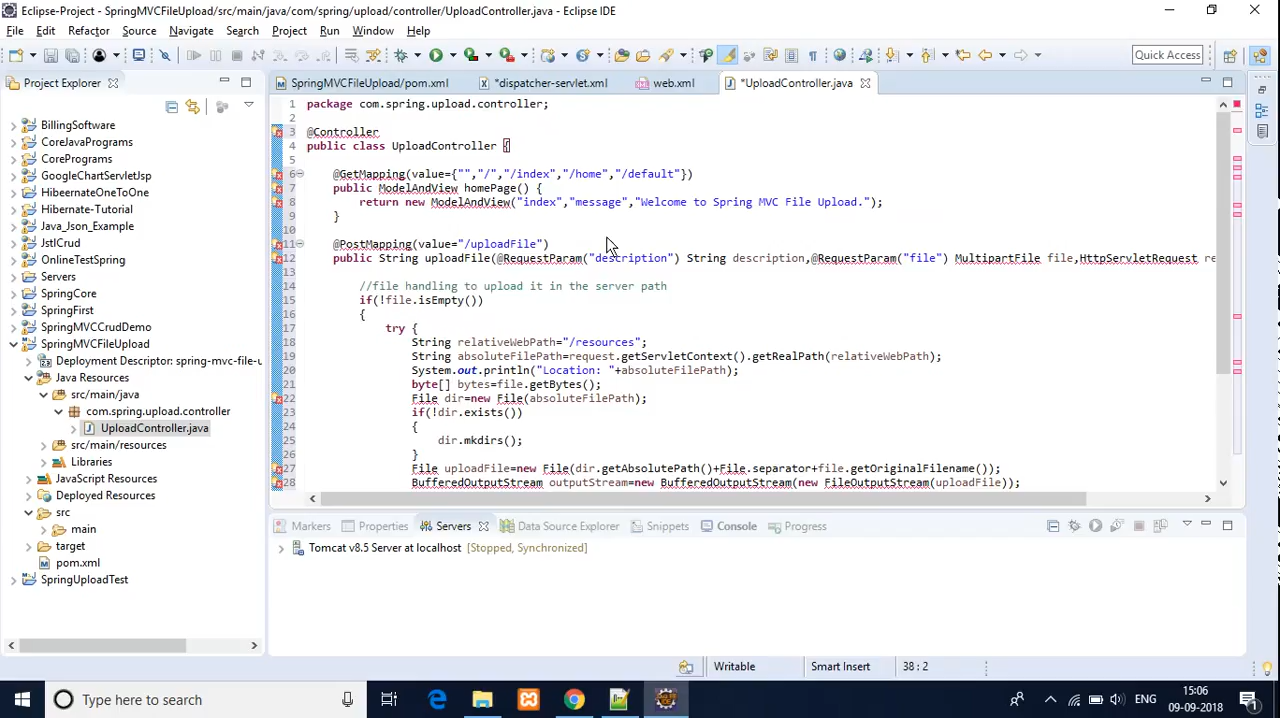 Eclipse-Project - SpringMVCFileUpload/src/main/java/com/spring/upload/controller/UploadController.java - Eclipse IDE
File Edit Refactor Source Navigate Search Project Run Window Help
Quick Access
Project Explorer
SpringMVCFileUpload/pom.xml *dispatcher-servlet.xml web.xml *UploadController.java
BillingSoftware
CoreJavaPrograms
CorePrograms
GoogleChartServletJsp
HibeernateOneToOne
Hibernate-Tutorial
Java_Json_Example
JstlCrud
OnlineTestSpring
Servers
SpringCore
SpringFirst
SpringMVCCrudDemo
SpringMVCFileUpload
Deployment Descriptor: spring-mvc-file-u
Java Resources
src/main/java
com.spring.upload.controller
UploadController.java
src/main/resources
Libraries
JavaScript Resources
Deployed Resources
src
main
target
pom.xml
SpringUploadTest
1 package com.spring.upload.controller;
2
3 @Controller
4 public class UploadController {
5
6 @GetMapping(value={"","/","/index","/home","/default"})
7 public ModelAndView homePage() {
8 return new ModelAndView("index","message","Welcome to Spring MVC File Upload.");
9 }
10
11 @PostMapping(value="/uploadFile")
12 public String uploadFile(@RequestParam("description") String description,@RequestParam("file") MultipartFile file,HttpServletRequest re
13
14 //file handling to upload it in the server path
15 if(!file.isEmpty())
16 {
17 try {
18 String relativeWebPath="/resources";
19 String absoluteFilePath=request.getServletContext().getRealPath(relativeWebPath);
20 System.out.println("Location: "+absoluteFilePath);
21 byte[] bytes=file.getBytes();
22 File dir=new File(absoluteFilePath);
23 if(!dir.exists())
24 {
25 dir.mkdirs();
26 }
27 File uploadFile=new File(dir.getAbsolutePath()+File.separator+file.getOriginalFilename());
28 BufferedOutputStream outputStream=new BufferedOutputStream(new FileOutputStream(uploadFile));
Markers Properties Servers Data Source Explorer Snippets Console Progress
Tomcat v8.5 Server at localhost [Stopped, Synchronized]
Writable Smart Insert 38 : 2
Type here to search
ENG
15:06
09-09-2018
1